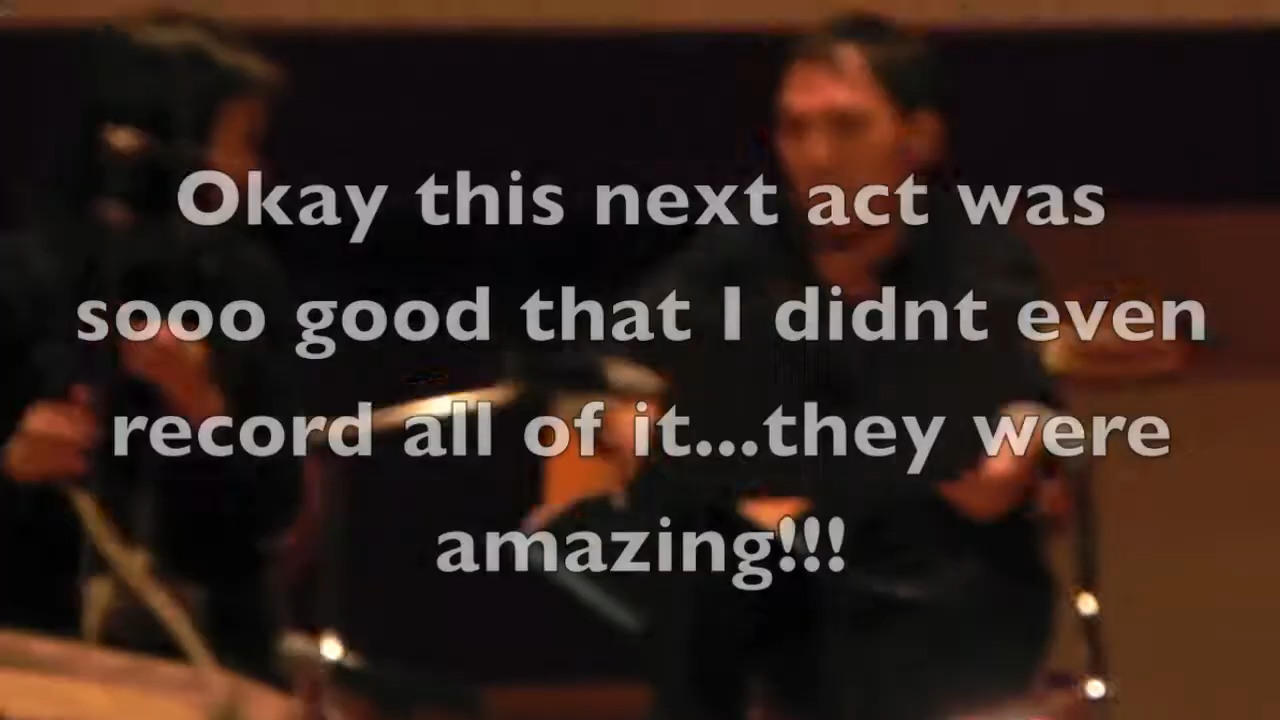 Okay this next act was
sooo good that I didnt even
record all of it...they were
amazing!!!